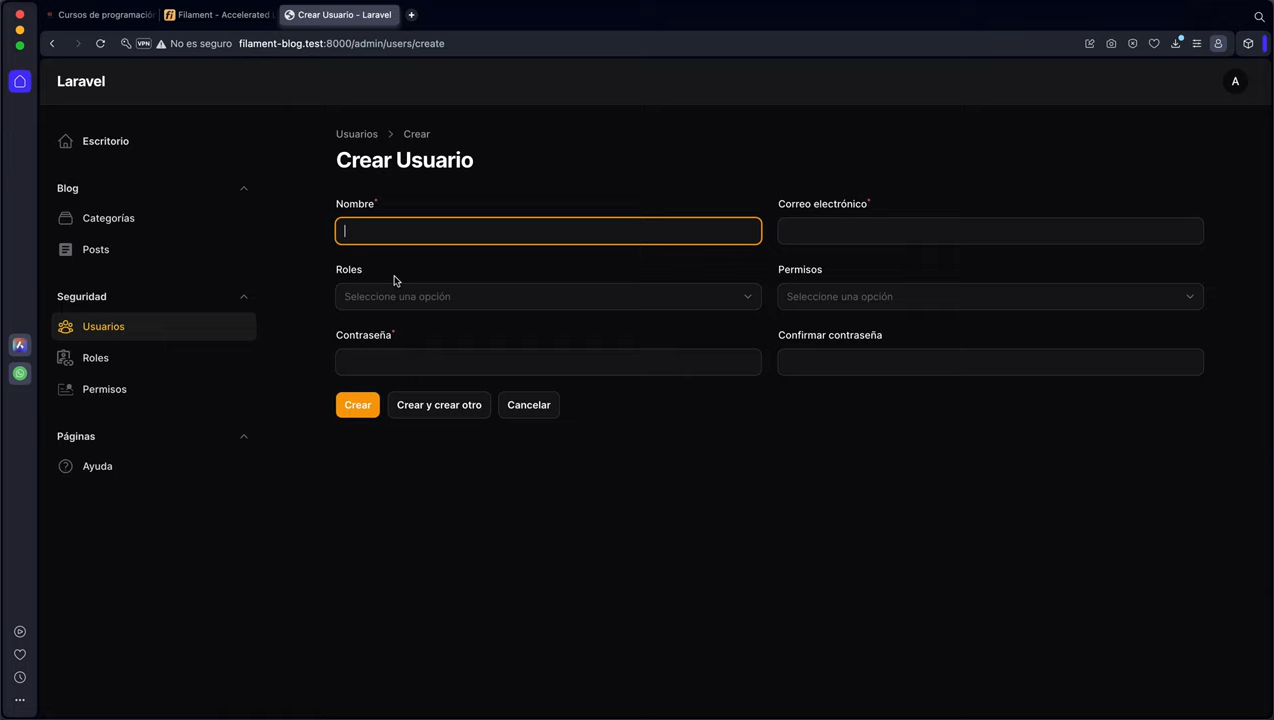 Cursos de programación
Filament - Accelerated L
Crear Usuario - Laravel
VPN
No es seguro filament-blog.test:8000/admin/users/create
Laravel
A
Escritorio
Blog
Categorías
Posts
Seguridad
Usuarios
Roles
Permisos
Páginas
Ayuda
Usuarios > Crear
Crear Usuario
Nombre*
Correo electrónico*
Roles
Permisos
Seleccione una opción
Seleccione una opción
Contraseña*
Confirmar contraseña
Crear
Crear y crear otro
Cancelar